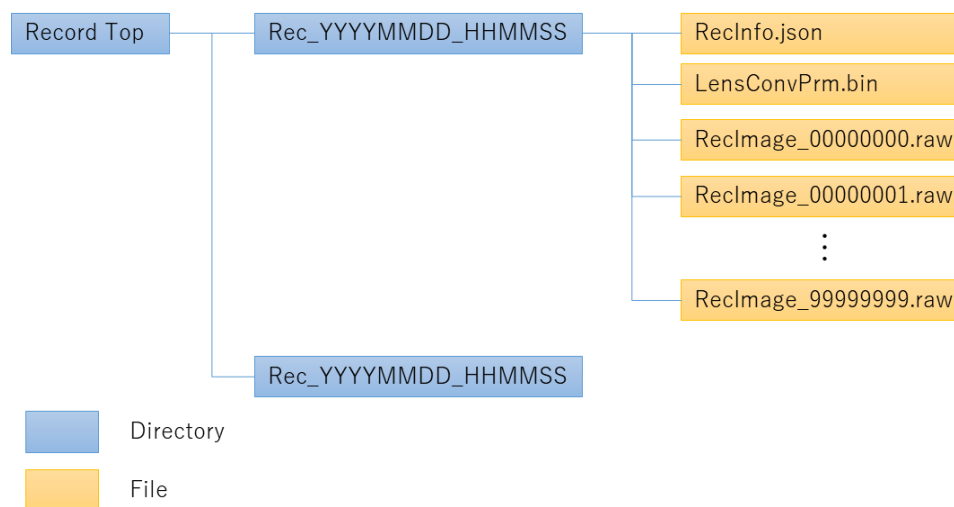 Record Top
Rec_YYYYMMDD_HHMMSS
RecInfo.json
LensConvPrm.bin
RecImage_00000000.raw
RecImage_00000001.raw
⋮
RecImage_99999999.raw
Rec_YYYYMMDD_HHMMSS
Directory
File